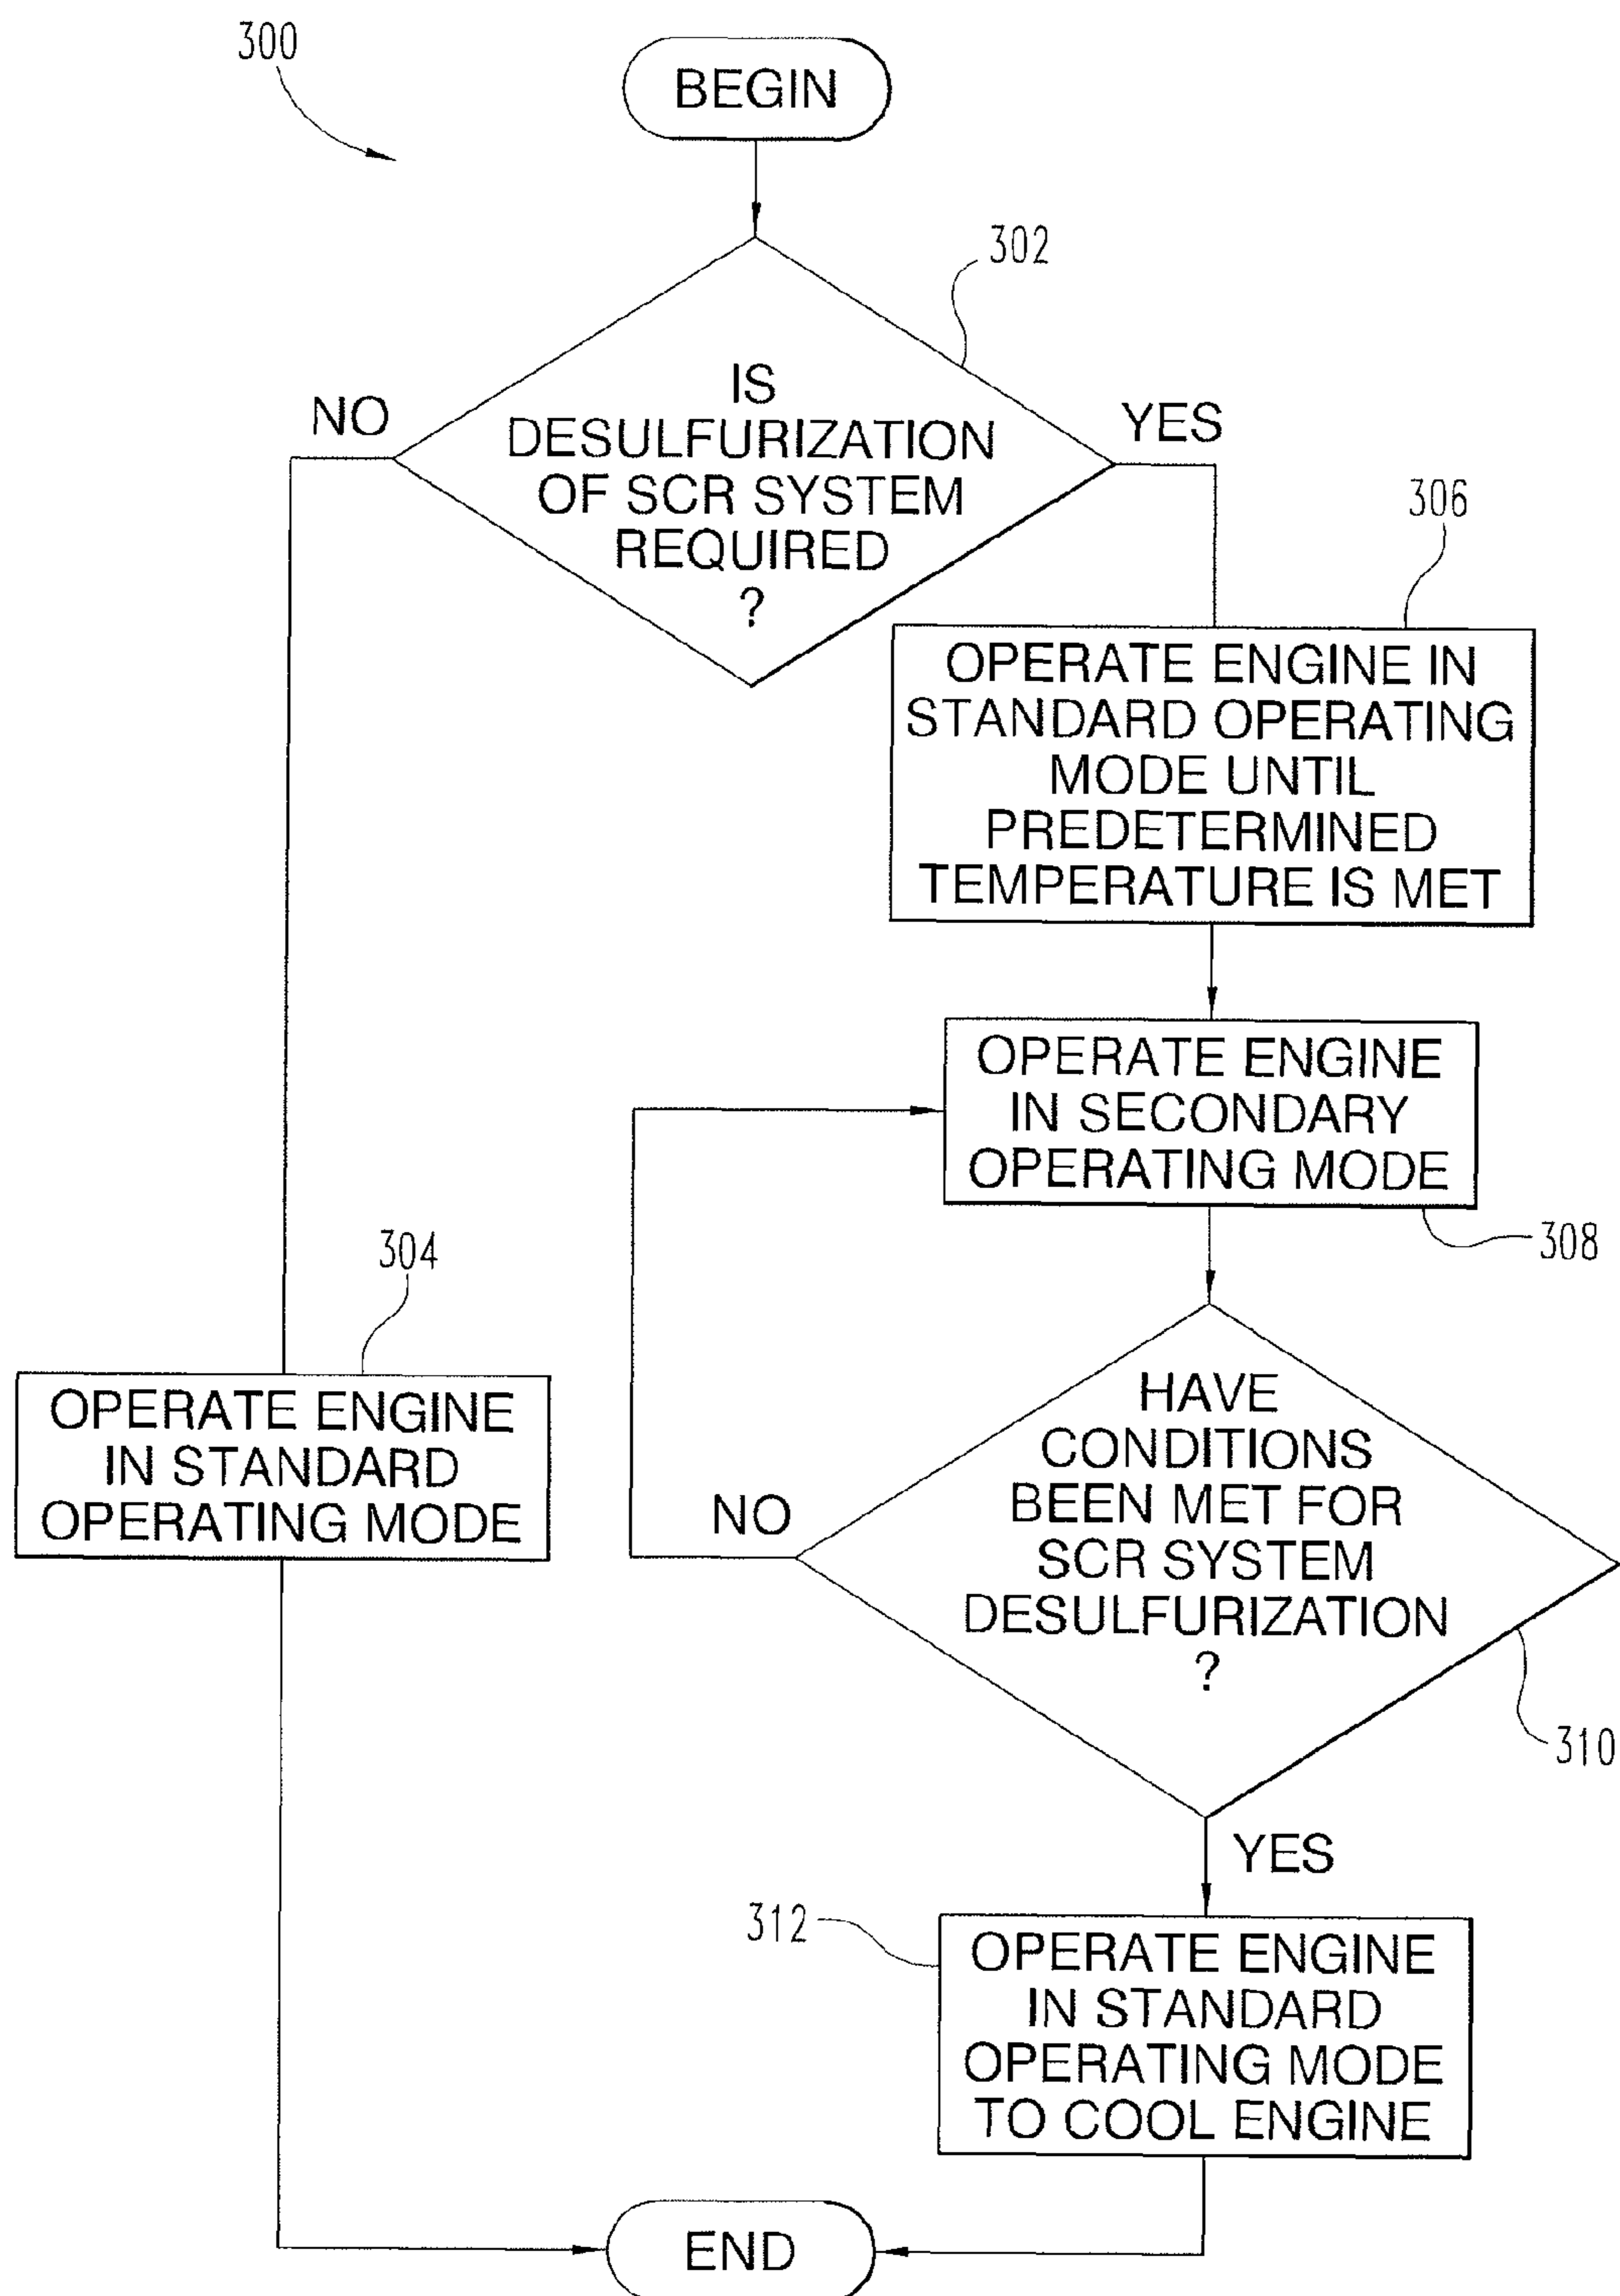 300
BEGIN
302
IS
DESULFURIZATION
OF SCR SYSTEM
REQUIRED
?
NO
YES
306
OPERATE ENGINE IN
STANDARD OPERATING
MODE UNTIL
PREDETERMINED
TEMPERATURE IS MET
OPERATE ENGINE
IN SECONDARY
OPERATING MODE
308
304
OPERATE ENGINE
IN STANDARD
OPERATING MODE
HAVE
CONDITIONS
BEEN MET FOR
SCR SYSTEM
DESULFURIZATION
?
NO
310
YES
312
OPERATE ENGINE
IN STANDARD
OPERATING MODE
TO COOL ENGINE
END